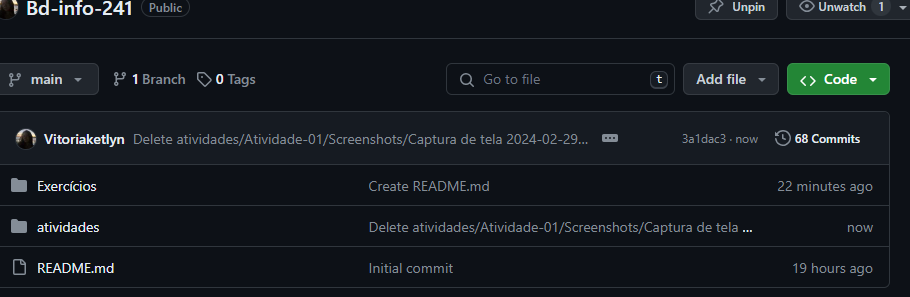 Bd-info-241 Public Unpin Unwatch 1
main 1 Branch 0 Tags Go to file t Add file Code
Vitoriaketlyn Delete atividades/Atividade-01/Screenshots/Captura de tela 2024-02-29... 3a1dac3 · now 68 Commits
Exercícios Create README.md 22 minutes ago
atividades Delete atividades/Atividade-01/Screenshots/Captura de tela ... now
README.md Initial commit 19 hours ago